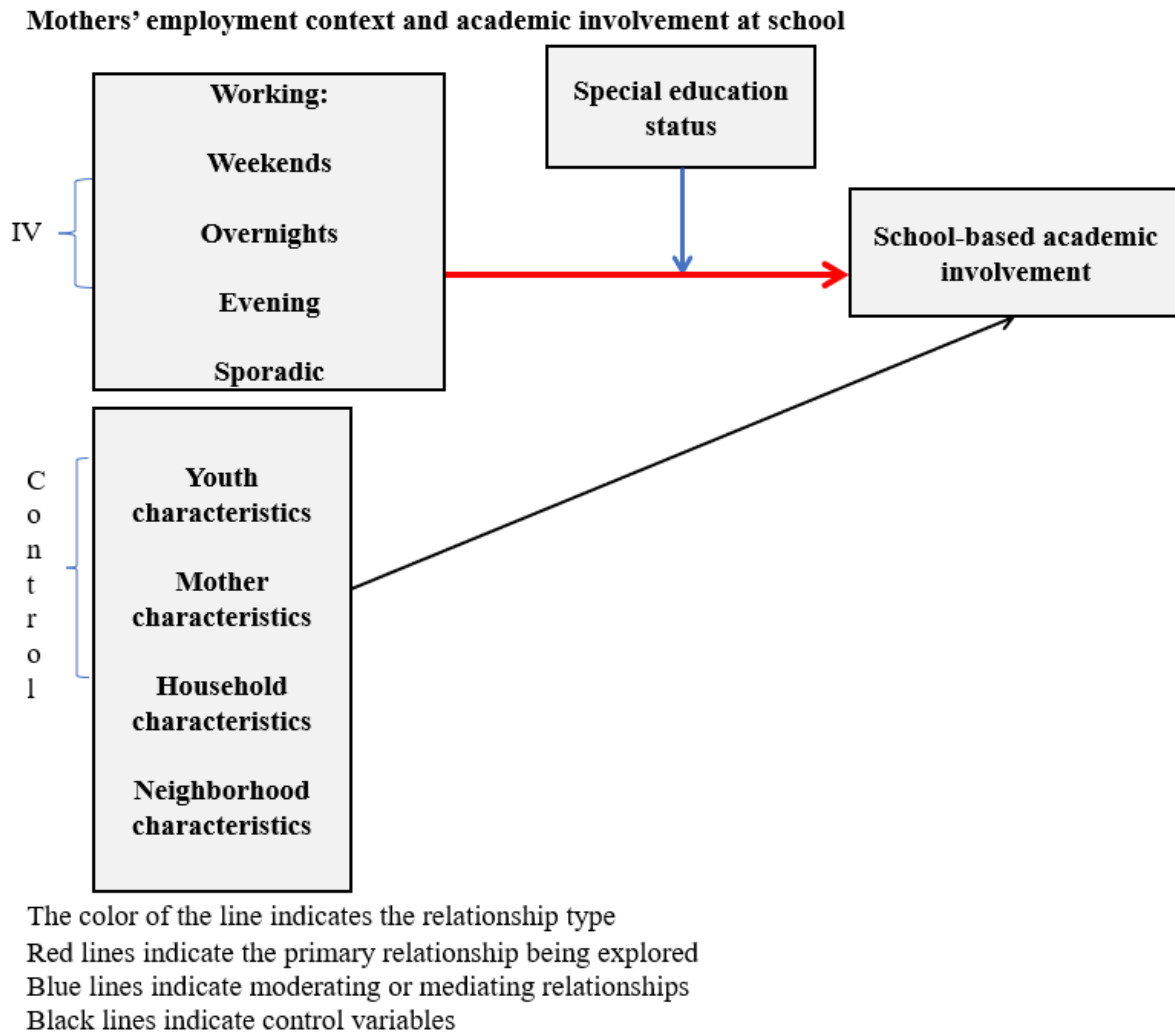 Mothers’ employment context and academic involvement at school
Working:
Weekends
Overnights
Evening
Sporadic
IV
Special education
status
School-based academic
involvement
Control
Youth
characteristics
Mother
characteristics
Household
characteristics
Neighborhood
characteristics
The color of the line indicates the relationship type
Red lines indicate the primary relationship being explored
Blue lines indicate moderating or mediating relationships
Black lines indicate control variables